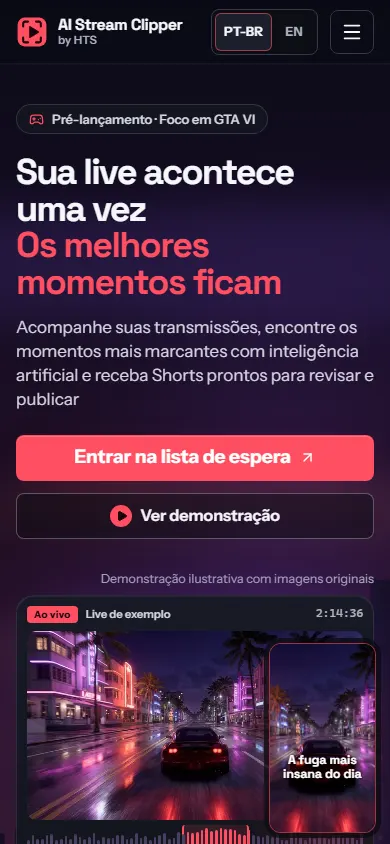 AI Stream Clipper
by HTS
PT-BR
EN
Pré-lançamento · Foco em GTA VI
Sua live acontece
uma vez
Os melhores
momentos ficam
Acompanhe suas transmissões, encontre os
momentos mais marcantes com inteligência
artificial e receba Shorts prontos para revisar e
publicar
Entrar na lista de espera
Ver demonstração
Demonstração ilustrativa com imagens originais
Ao vivo
Live de exemplo
2:14:36
A fuga mais
insana do dia